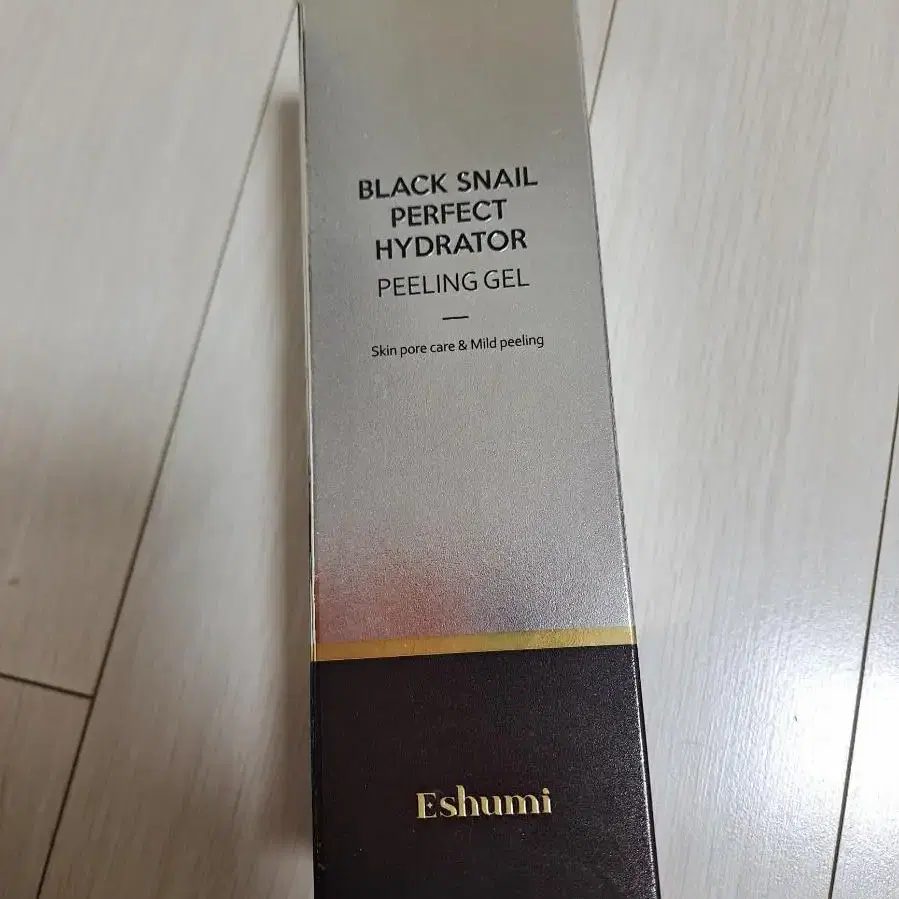 BLACK SNAIL
PERFECT
HYDRATOR
PEELING GEL
Skin pore care & Mild peeling
Eshumi